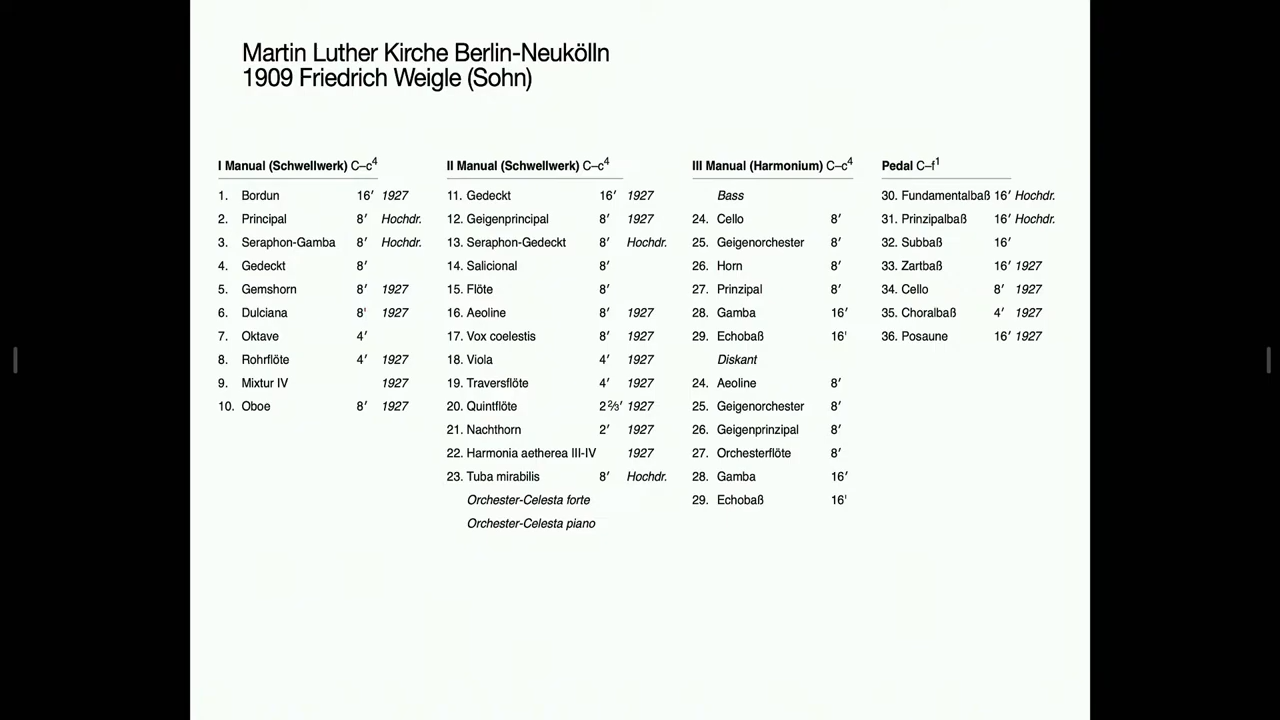 Martin Luther Kirche Berlin-Neukölln
1909 Friedrich Weigle (Sohn)
I Manual (Schwellwerk) C–c4
1. Bordun 16′ 1927
2. Principal 8′ Hochdr.
3. Seraphon-Gamba 8′ Hochdr.
4. Gedeckt 8′
5. Gemshorn 8′ 1927
6. Dulciana 8' 1927
7. Oktave 4′
8. Rohrflöte 4′ 1927
9. Mixtur IV 1927
10. Oboe 8′ 1927
II Manual (Schwellwerk) C–c4
11. Gedeckt 16′ 1927
12. Geigenprincipal 8′ 1927
13. Seraphon-Gedeckt 8′ Hochdr.
14. Salicional 8′
15. Flöte 8′
16. Aeoline 8′ 1927
17. Vox coelestis 8′ 1927
18. Viola 4′ 1927
19. Traversflöte 4′ 1927
20. Quintflöte 2 2⁄3′ 1927
21. Nachthorn 2′ 1927
22. Harmonia aetherea III-IV 1927
23. Tuba mirabilis 8′ Hochdr.
Orchester-Celesta forte
Orchester-Celesta piano
III Manual (Harmonium) C–c4
Bass
24. Cello 8′
25. Geigenorchester 8′
26. Horn 8′
27. Prinzipal 8′
28. Gamba 16′
29. Echobaß 16'
Diskant
24. Aeoline 8′
25. Geigenorchester 8′
26. Geigenprinzipal 8′
27. Orchesterflöte 8′
28. Gamba 16′
29. Echobaß 16'
Pedal C–f1
30. Fundamentalbaß 16′ Hochdr.
31. Prinzipalbaß 16′ Hochdr.
32. Subbaß 16′
33. Zartbaß 16′ 1927
34. Cello 8′ 1927
35. Choralbaß 4′ 1927
36. Posaune 16′ 1927